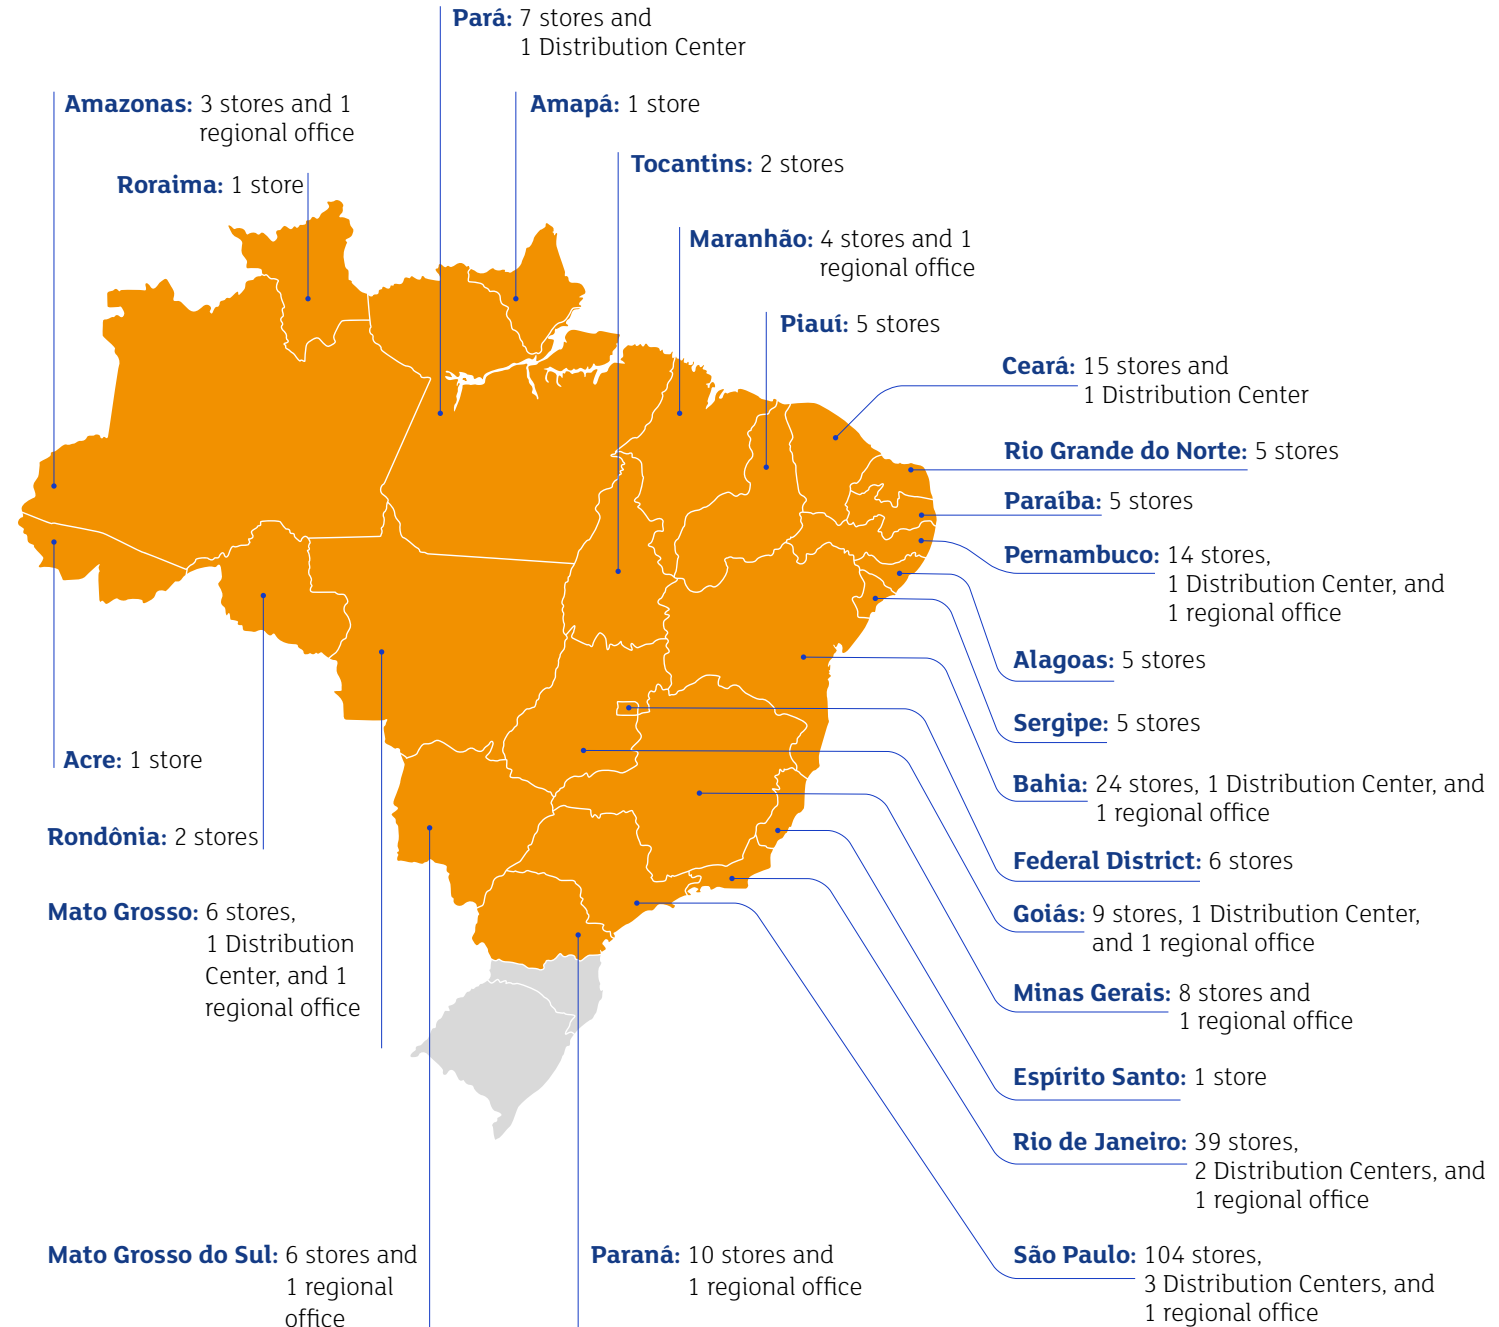 Pará: 7 stores and
1 Distribution Center
Amazonas: 3 stores and 1
regional office
Amapá: 1 store
Roraima: 1 store
Tocantins: 2 stores
Maranhão: 4 stores and 1
regional office
Piauí: 5 stores
Ceará: 15 stores and
1 Distribution Center
Rio Grande do Norte: 5 stores
Paraíba: 5 stores
Pernambuco: 14 stores,
1 Distribution Center, and
1 regional office
Alagoas: 5 stores
Sergipe: 5 stores
Acre: 1 store
Bahia: 24 stores, 1 Distribution Center, and
1 regional office
Rondônia: 2 stores
Federal District: 6 stores
Mato Grosso: 6 stores,
1 Distribution
Center, and 1
regional office
Goiás: 9 stores, 1 Distribution Center,
and 1 regional office
Minas Gerais: 8 stores and
1 regional office
Espírito Santo: 1 store
Rio de Janeiro: 39 stores,
2 Distribution Centers, and
1 regional office
Mato Grosso do Sul: 6 stores and
1 regional
office
Paraná: 10 stores and
1 regional office
São Paulo: 104 stores,
3 Distribution Centers, and
1 regional office